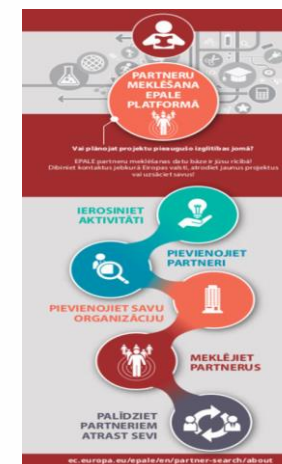 PARTNERU
MEKLĒŠANA
EPALE
PLATFORMĀ
Vai plānojat projektu pieaugušo izglītības jomā?
EPALE partneru meklēšanas datu bāze ir jūsu rīcībā!
Dibiniet kontaktus jebkurā Eiropas valstī, atrodiet jaunus projektus
vai uzsāciet savus!
IEROSINIET
AKTIVITĀTI
PIEVIENOJIET
PARTNERI
PIEVIENOJIET SAVU
ORGANIZĀCIJU
MEKLĒJIET
PARTNERUS
PALĪDZIET
PARTNERIEM
ATRAST SEVI
ec.europa.eu/epale/en/partner-search/about